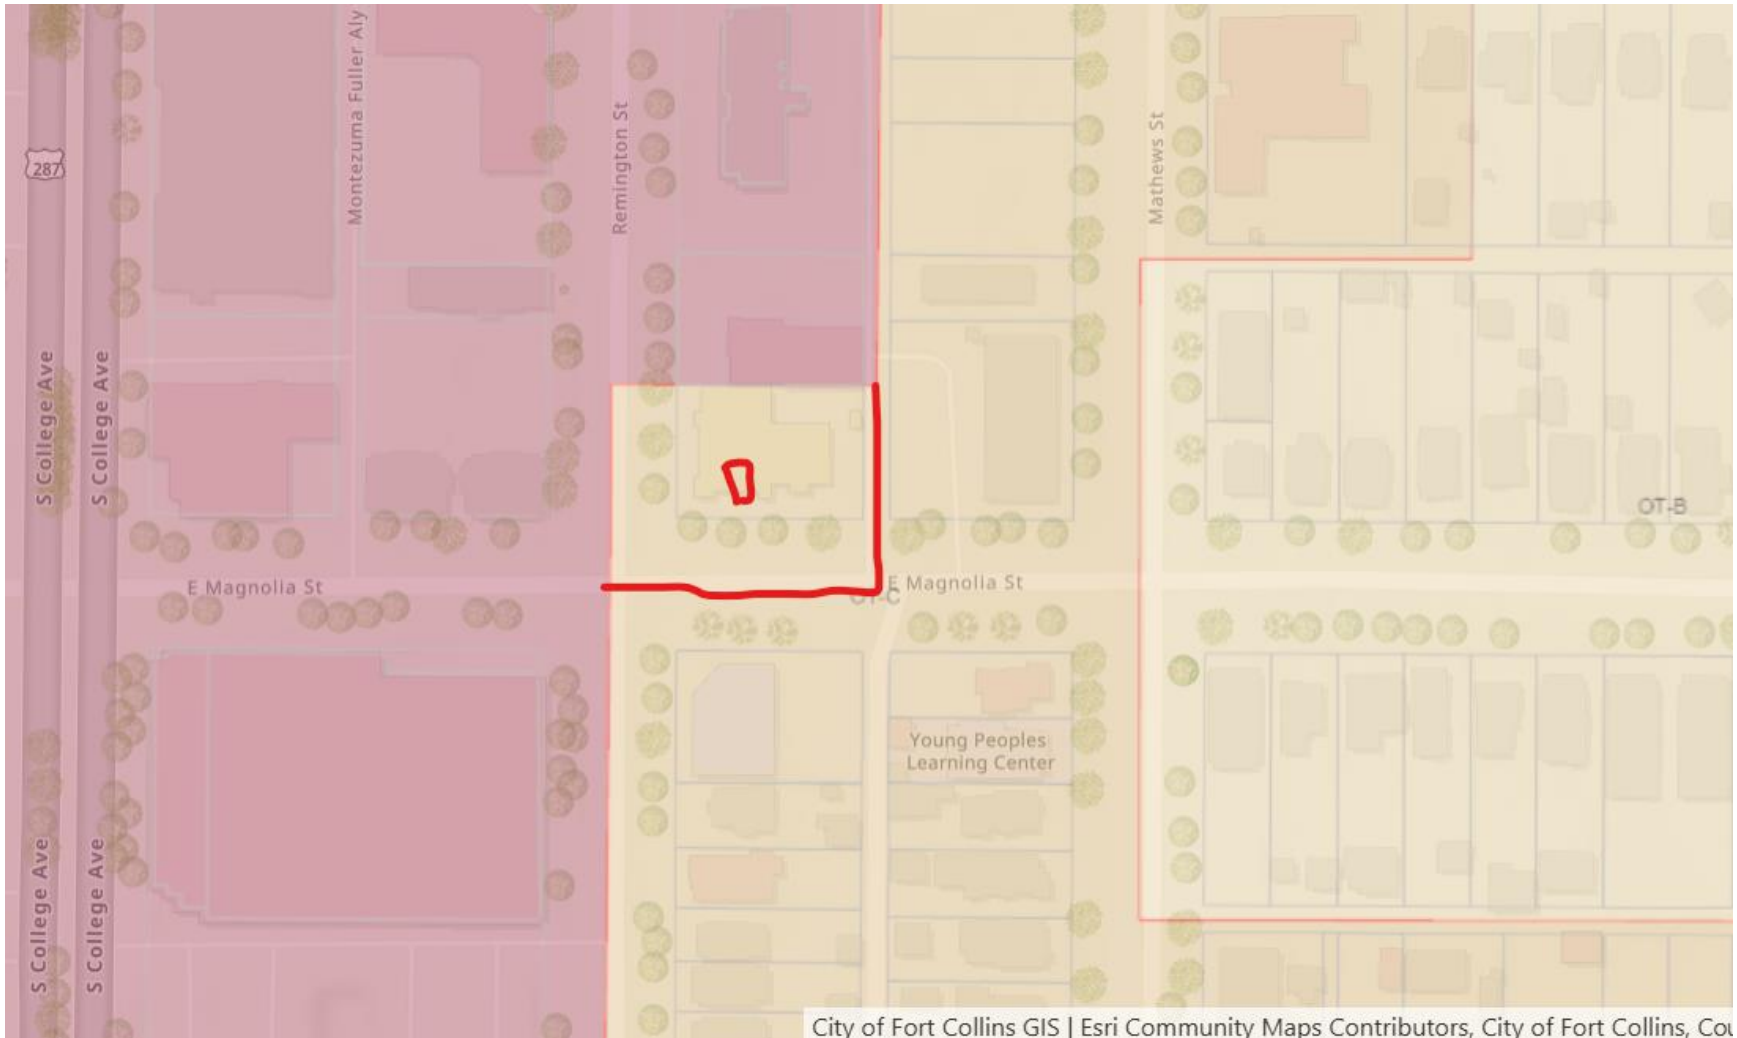 Montezuma Fuller Aly
Remington St
Mathews St
287
S College Ave
S College Ave
OT-B
E Magnolia St
E Magnolia St
OT-C
Young Peoples
Learning Center
S College Ave
S College Ave
City of Fort Collins GIS | Esri Community Maps Contributors, City of Fort Collins, Cou